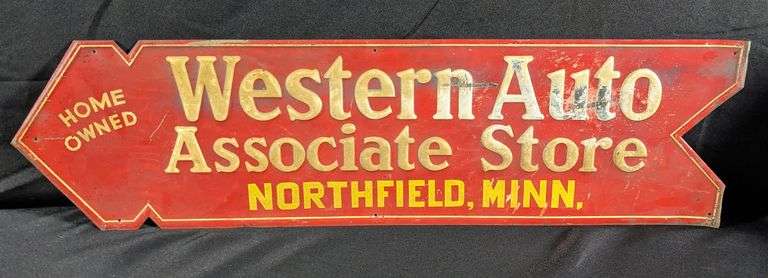 HOME
OWNED
Western Auto
Associate Store
NORTHFIELD, MINN.